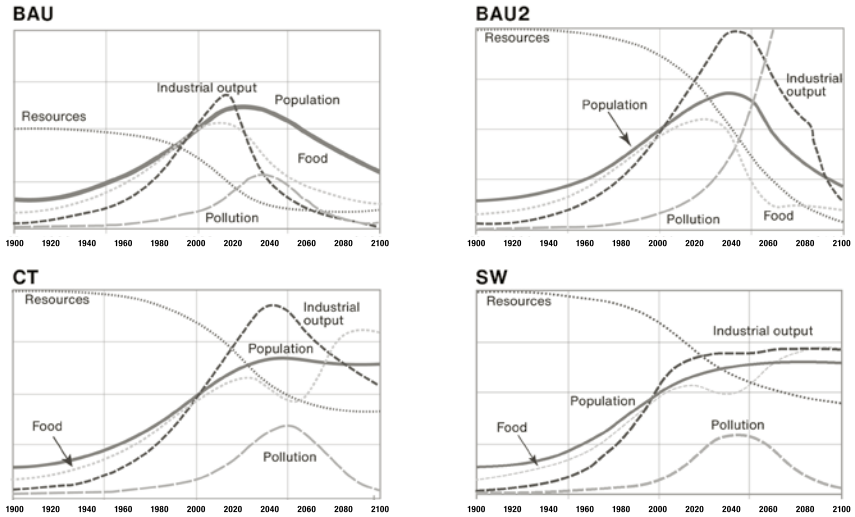 BAU
Industrial output
Population
Resources
Food
Pollution
1900 1920 1940 1960 1980 2000 2020 2040 2060 2080 2100
BAU2
Resources
Population
Industrial
output
Pollution
Food
1900 1920 1940 1960 1980 2000 2020 2040 2060 2080 2100
CT
Resources
Industrial
output
Population
Food
Pollution
1900 1920 1940 1960 1980 2000 2020 2040 2060 2080 2100
SW
Resources
Industrial output
Population
Food
Pollution
1900 1920 1940 1960 1980 2000 2020 2040 2060 2080 2100